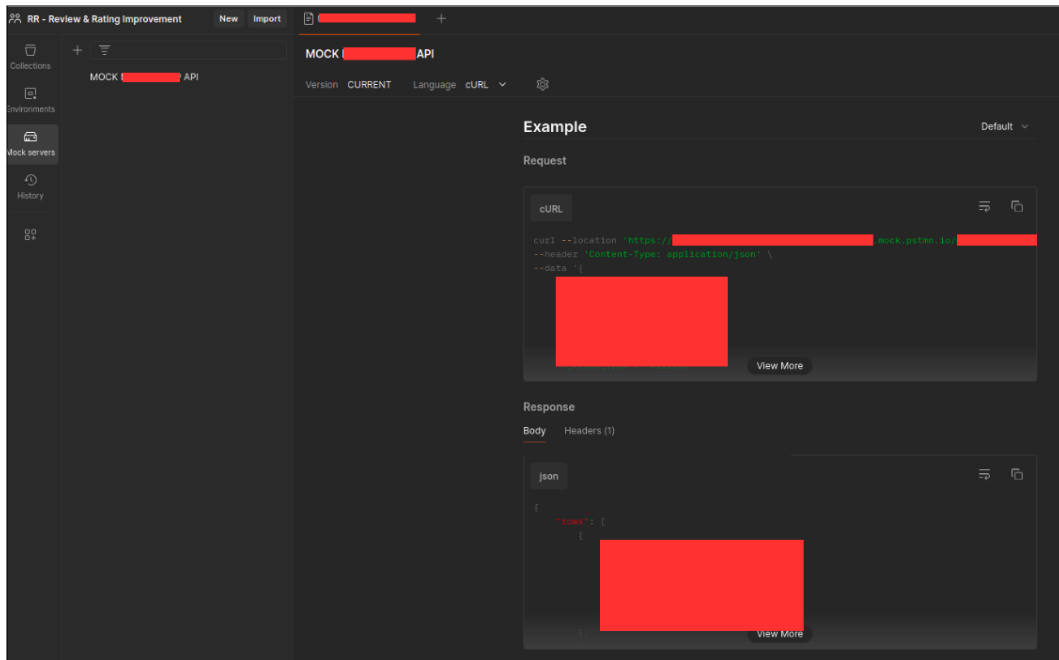 RR - Review & Rating Improvement New Import
Collections
Environments
Mock servers
History
MOCK API
MOCK API
Version CURRENT Language cURL
Example Default
Request
cURL
curl --location 'https:// .mock.pstmn.io/
--header 'Content-Type: application/json' \
--data '{
View More
Response
Body Headers (1)
json
{
"rows": [
{
},
View More